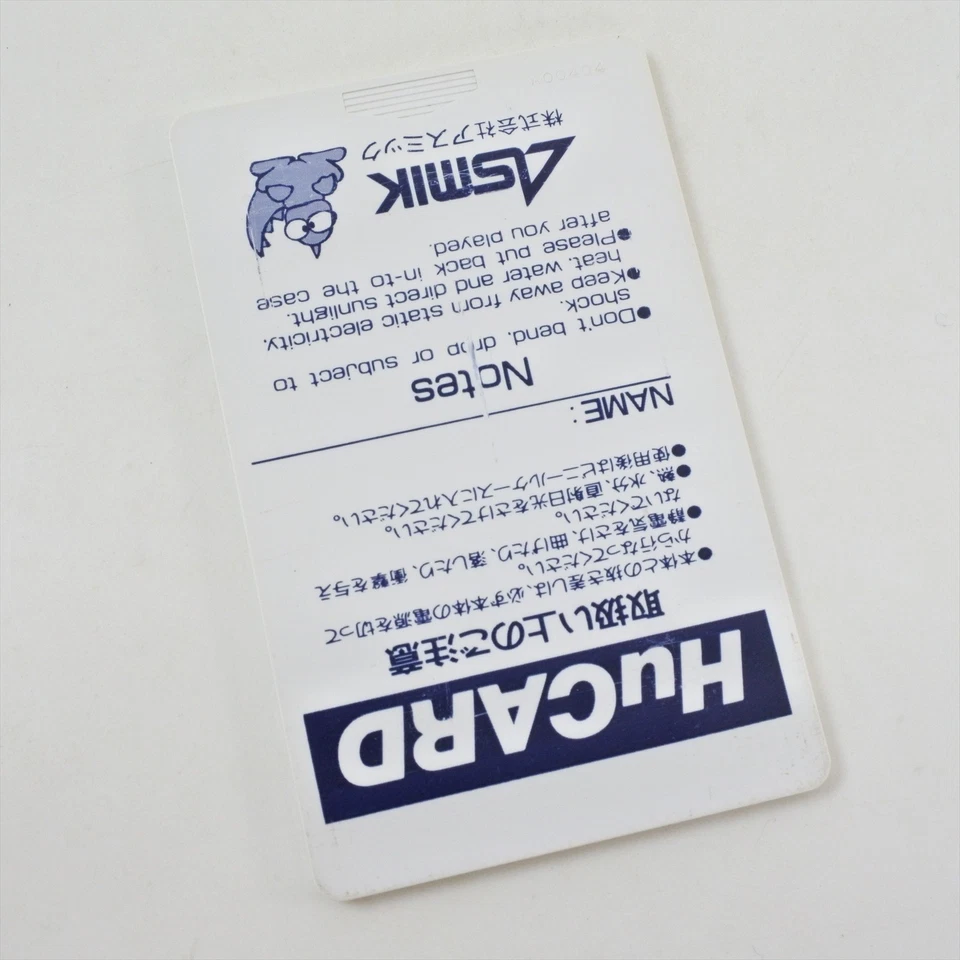 HuCARD
取扱い上のご注意
●本体との抜き差しは、必ず本体の電源を切って
から行なってください。
●静電気をさけ、曲げたり、落したり、衝撃を与え
ないでください。
●熱、水分、直射日光をさけてください。
●使用後はビニールケースに入れてください。
NAME:
Notes
●Don't bend. drop or subject to
shock.
●Keep away from static electricity.
heat. water and direct sunlight.
●Please put back in-to the case
after you played.
ASMIK
株式会社アスミック